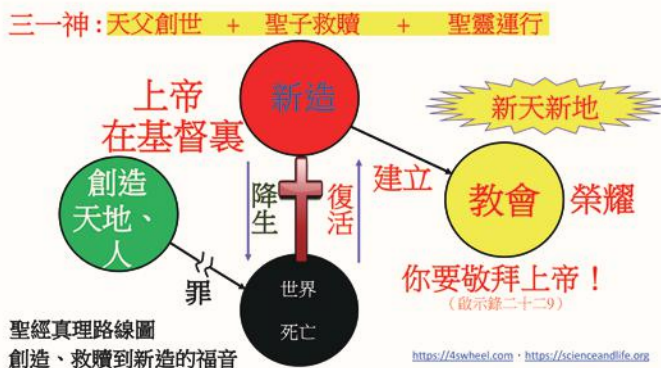 三一神：天父創世 + 聖子救贖 + 聖靈運行
上帝
在基督裏
新造
新天新地
創造
天地、
人
降生
復活
建立
教會
榮耀
罪
世界
死亡
你要敬拜上帝！
（啟示錄二十二9）
聖經真理路線圖
創造、救贖到新造的福音
https://4swheel.com · https://scienceandlife.org